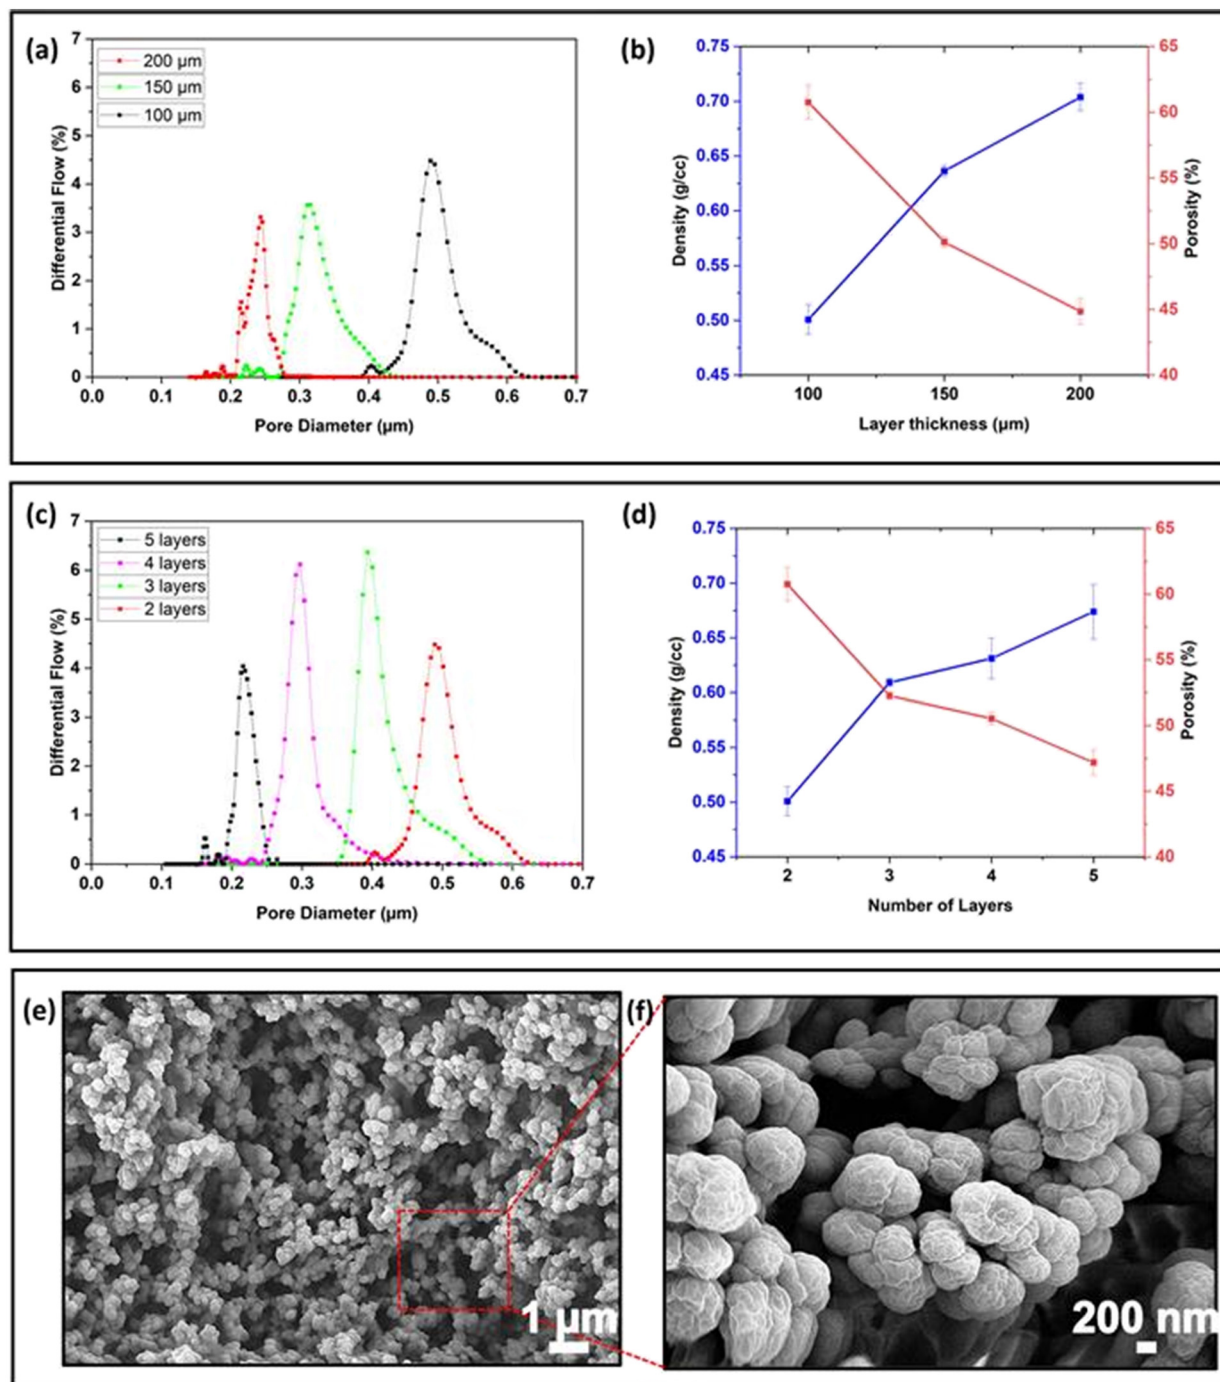 (a)
7
6
5
4
3
2
1
0
Differential Flow (%)
200 μm
150 μm
100 μm
0.0 0.1 0.2 0.3 0.4 0.5 0.6 0.7
Pore Diameter (μm)
(b)
0.75
0.70
0.65
0.60
0.55
0.50
0.45
Density (g/cc)
65
60
55
50
45
40
Porosity (%)
100 150 200
Layer thickness (μm)
(c)
7
6
5
4
3
2
1
0
Differential Flow (%)
5 layers
4 layers
3 layers
2 layers
0.0 0.1 0.2 0.3 0.4 0.5 0.6 0.7
Pore Diameter (μm)
(d)
0.75
0.70
0.65
0.60
0.55
0.50
0.45
Density (g/cc)
65
60
55
50
45
40
Porosity (%)
2 3 4 5
Number of Layers
(e)
1 μm
(f)
200 nm